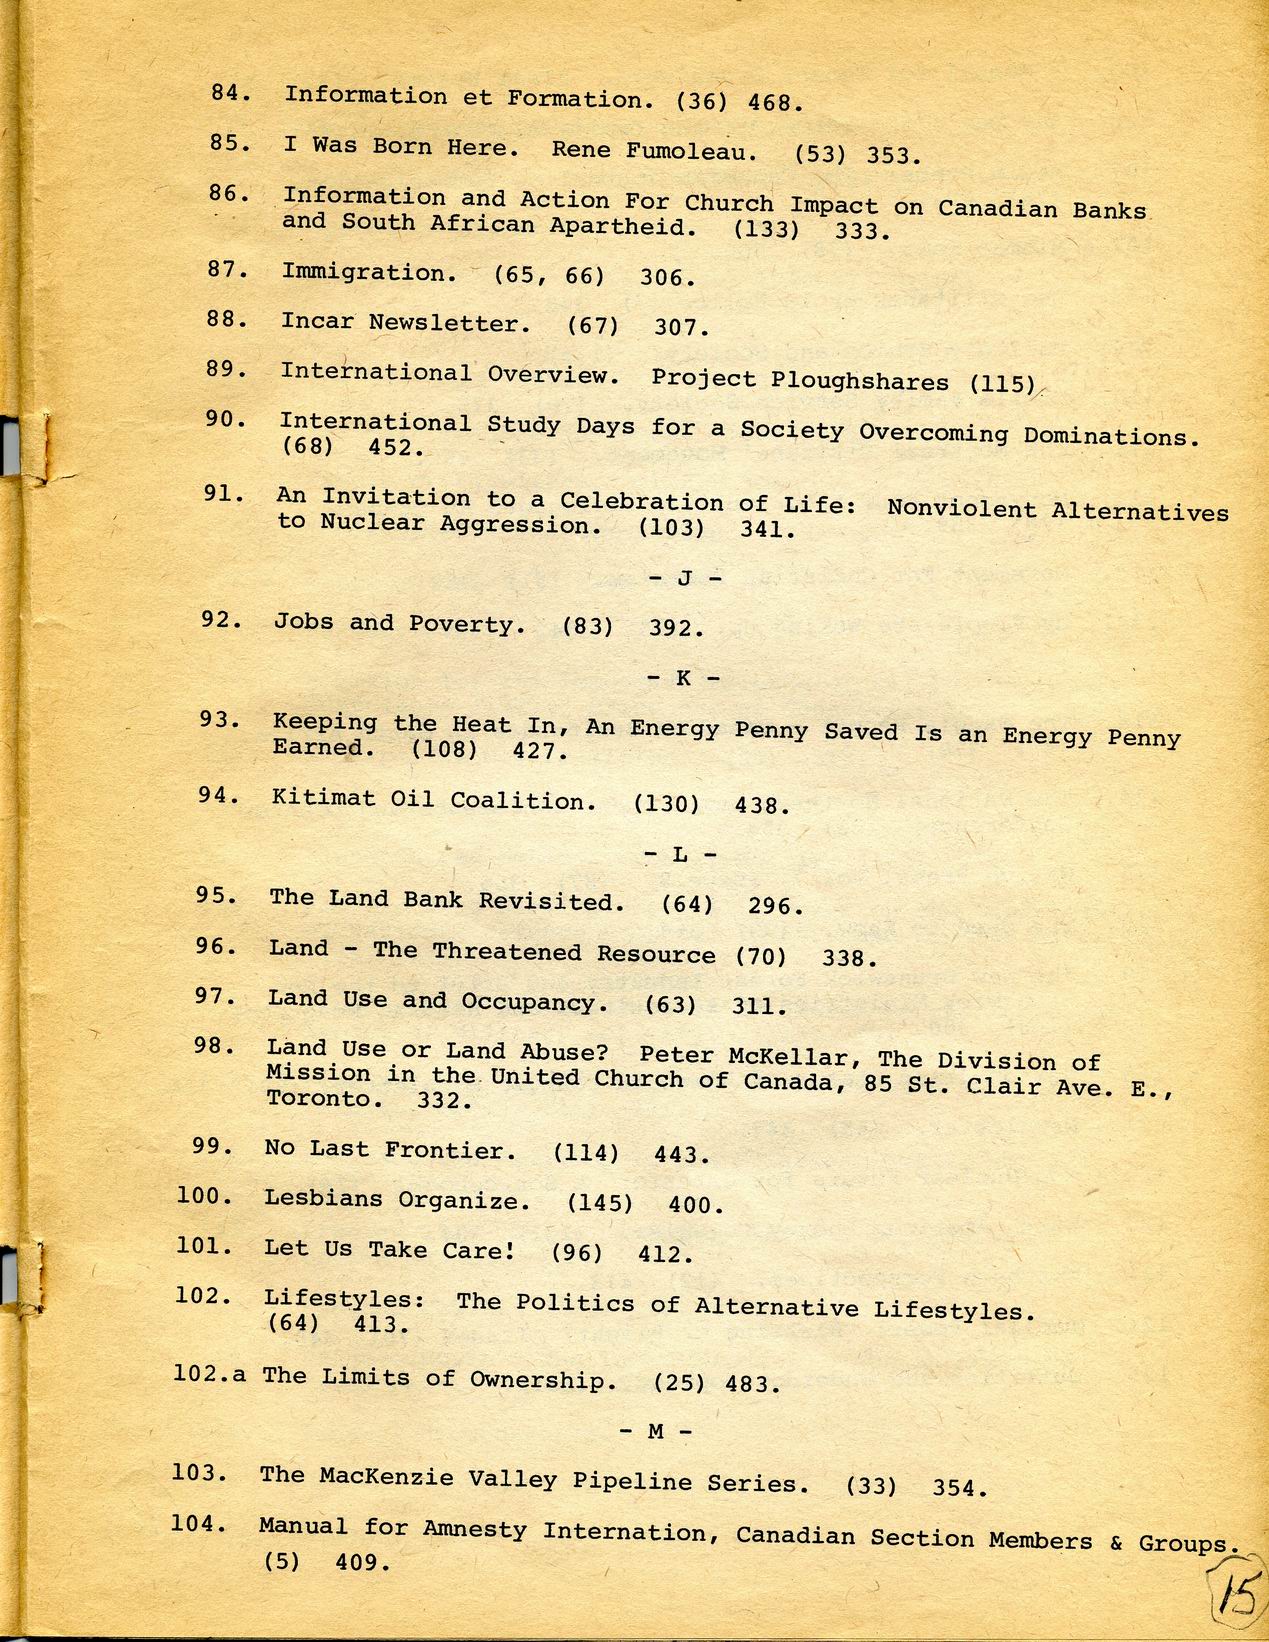 84. Information et Formation. (36) 468.
85. I Was Born Here. Rene Fumoleau. (53) 353.
86. Information and Action For Church Impact on Canadian Banks
and South African Apartheid. (133) 333.
87. Immigration. (65, 66) 306.
88. Incar Newsletter. (67) 307.
89. International Overview. Project Ploughshares (115)
90. International Study Days for a Society Overcoming Dominations.
(68) 452.
91. An Invitation to a Celebration of Life: Nonviolent Alternatives
to Nuclear Aggression. (103) 341.
- J -
92. Jobs and Poverty. (83) 392.
- K -
93. Keeping the Heat In, An Energy Penny Saved Is an Energy Penny
Earned. (108) 427.
94. Kitimat Oil Coalition. (130) 438.
- L -
95. The Land Bank Revisited. (64) 296.
96. Land - The Threatened Resource (70) 338.
97. Land Use and Occupancy. (63) 311.
98. Land Use or Land Abuse? Peter McKellar, The Division of
Mission in the United Church of Canada, 85 St. Clair Ave. E.,
Toronto. 332.
99. No Last Frontier. (114) 443.
100. Lesbians Organize. (145) 400.
101. Let Us Take Care! (96) 412.
102. Lifestyles: The Politics of Alternative Lifestyles.
(64) 413.
102.a The Limits of Ownership. (25) 483.
- M -
103. The MacKenzie Valley Pipeline Series. (33) 354.
104. Manual for Amnesty Internation, Canadian Section Members & Groups.
(5) 409.
15